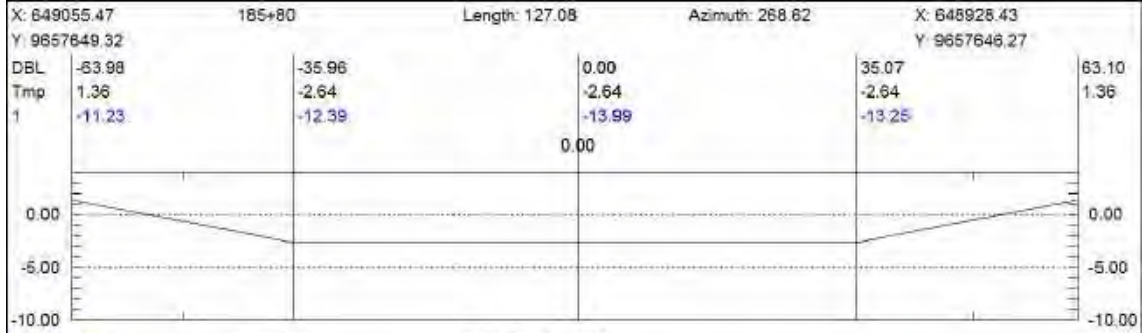 X: 649055.47 185+80 Length: 127.08 Azimuth: 268.62 X: 648928.43
Y: 9657649.32 Y: 9657646.27
DBL -63.98 -35.96 0.00 35.07 63.10
Tmp 1.36 -2.64 -2.64 -2.64 1.36
1 -11.23 -12.39 -13.99 -13.25
0.00
0.00 0.00
-5.00 -5.00
-10.00 -10.00